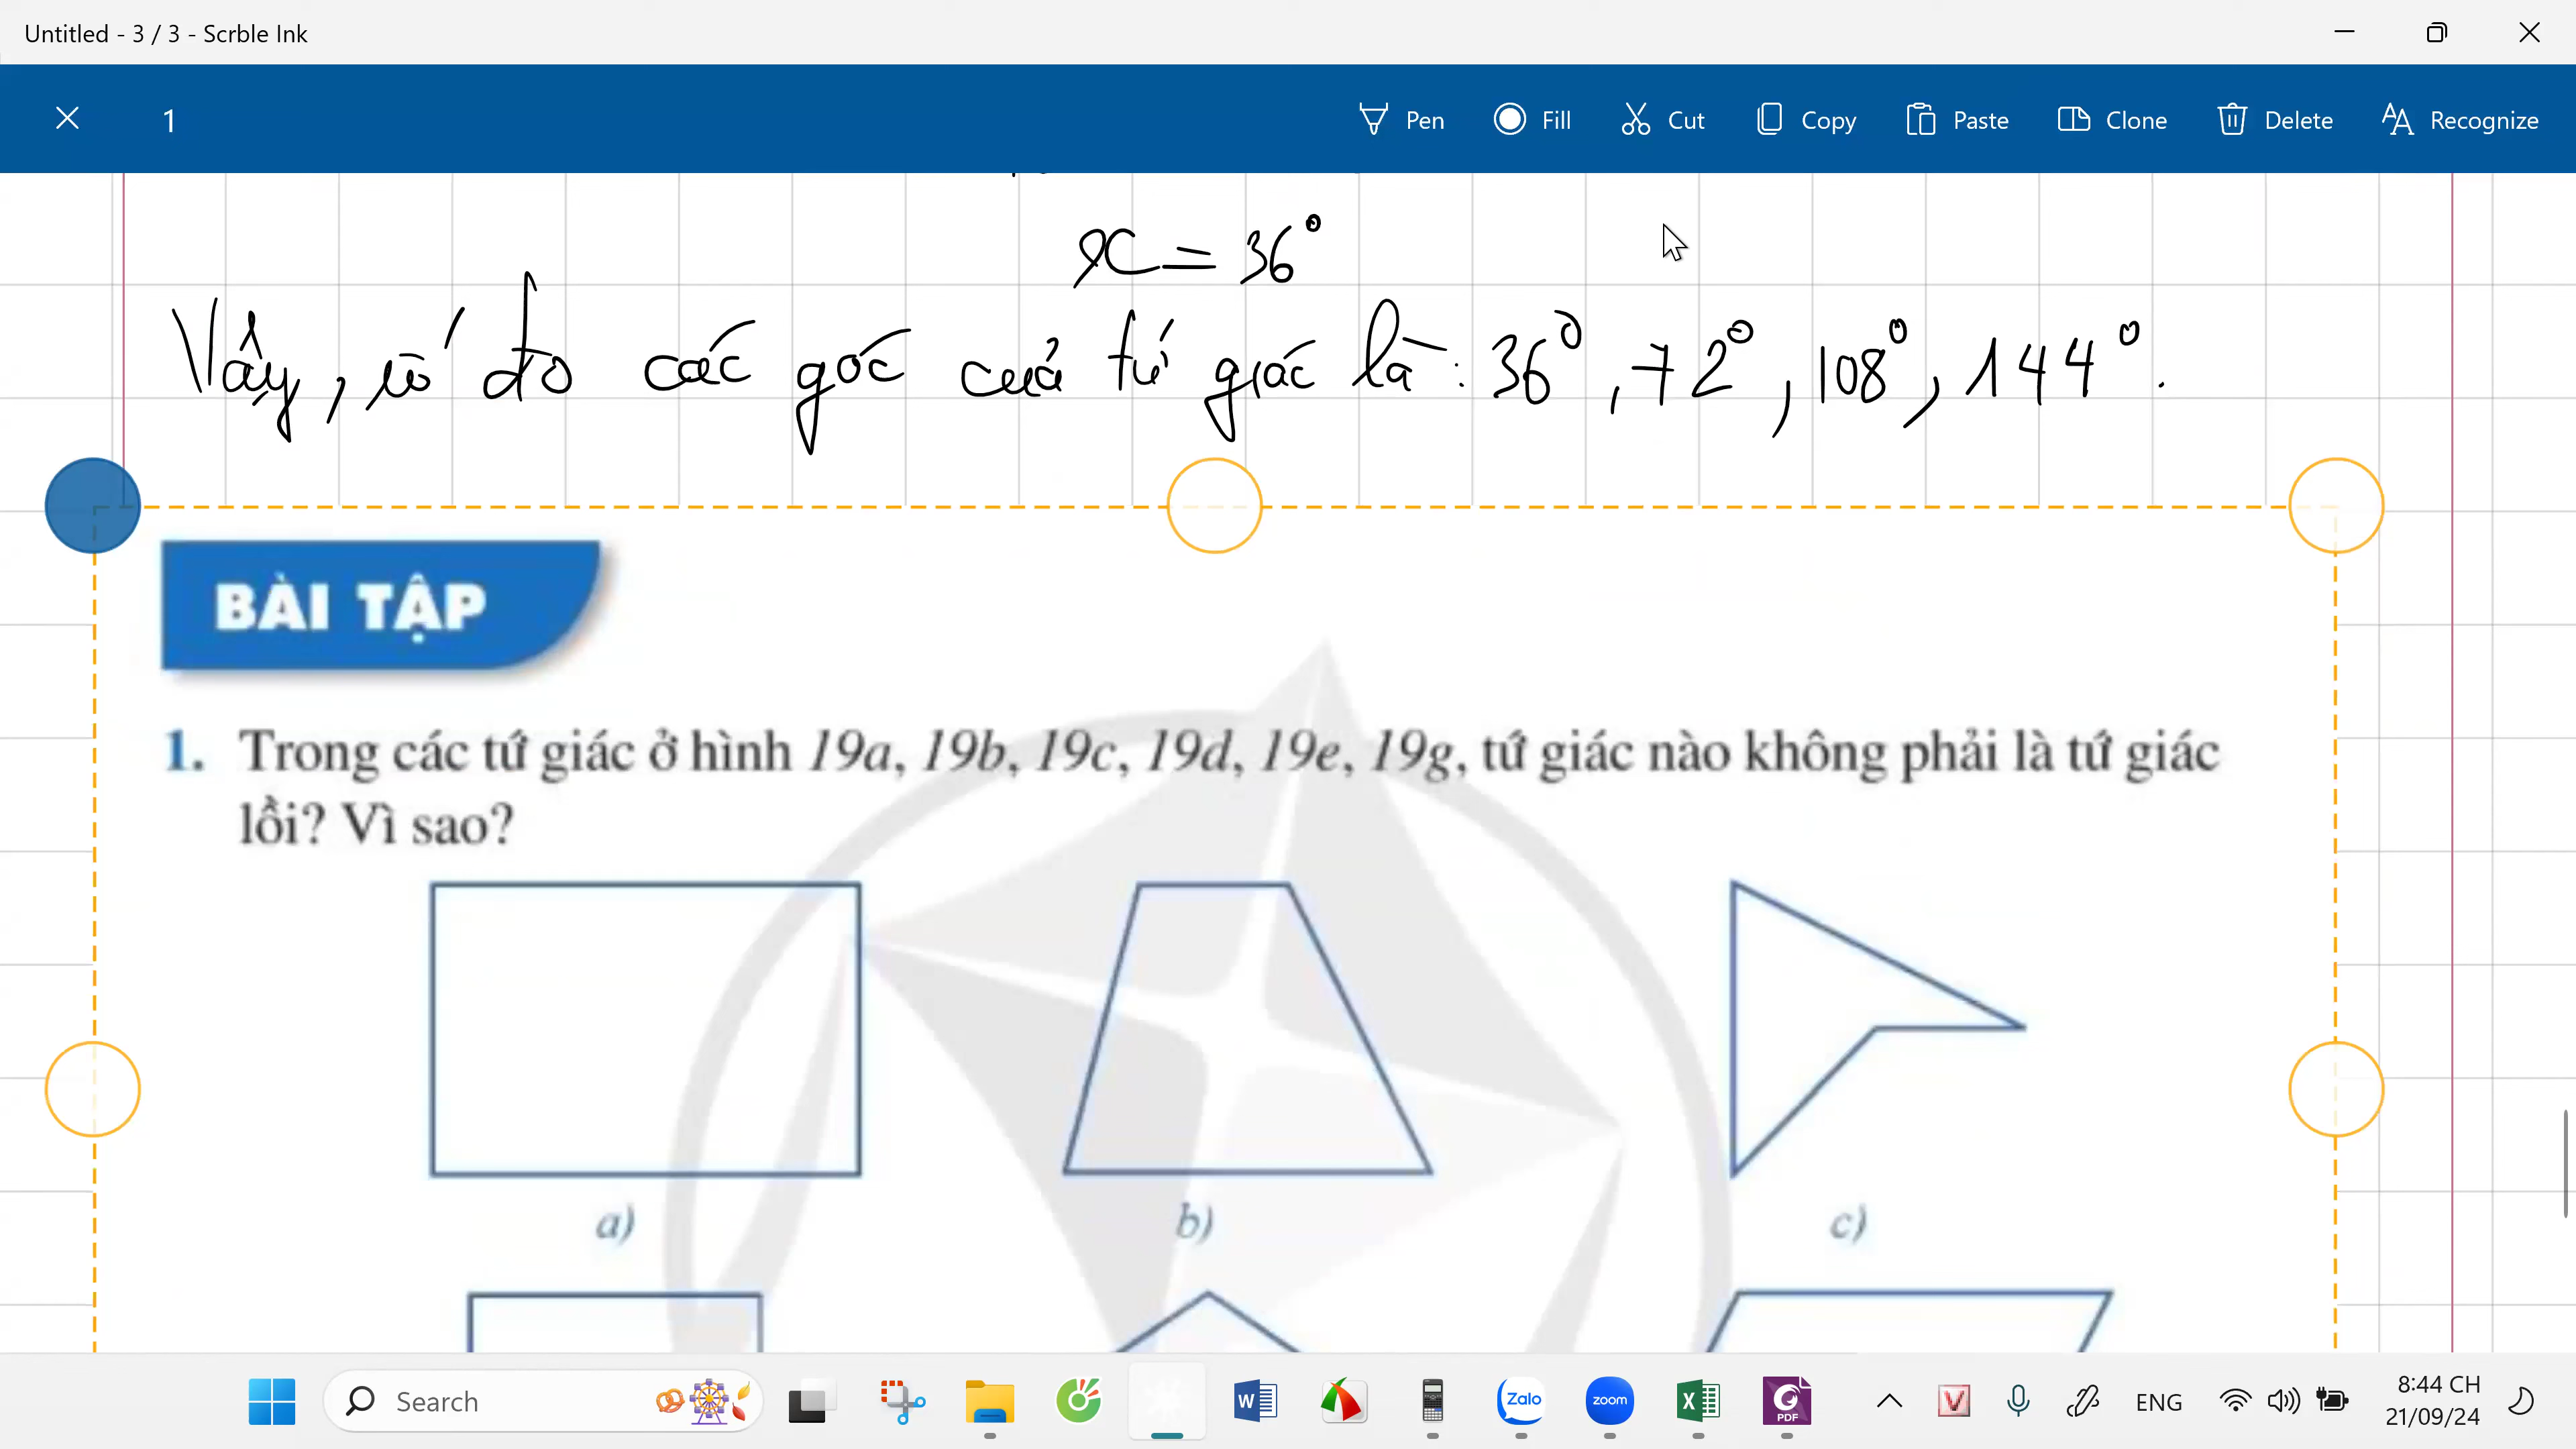 Untitled - 3 / 3 - Scrble Ink
1 Pen Fill Cut Copy Paste Clone Delete Recognize
x = 36°
Vậy, số đo các góc của tứ giác là: 36°, 72°, 108°, 144°.
BÀI TẬP
1. Trong các tứ giác ở hình 19a, 19b, 19c, 19d, 19e, 19g, tứ giác nào không phải là tứ giác
lồi? Vì sao?
a) b) c)
Search
Zalo
zoom
PDF
ENG
8:44 CH
21/09/24